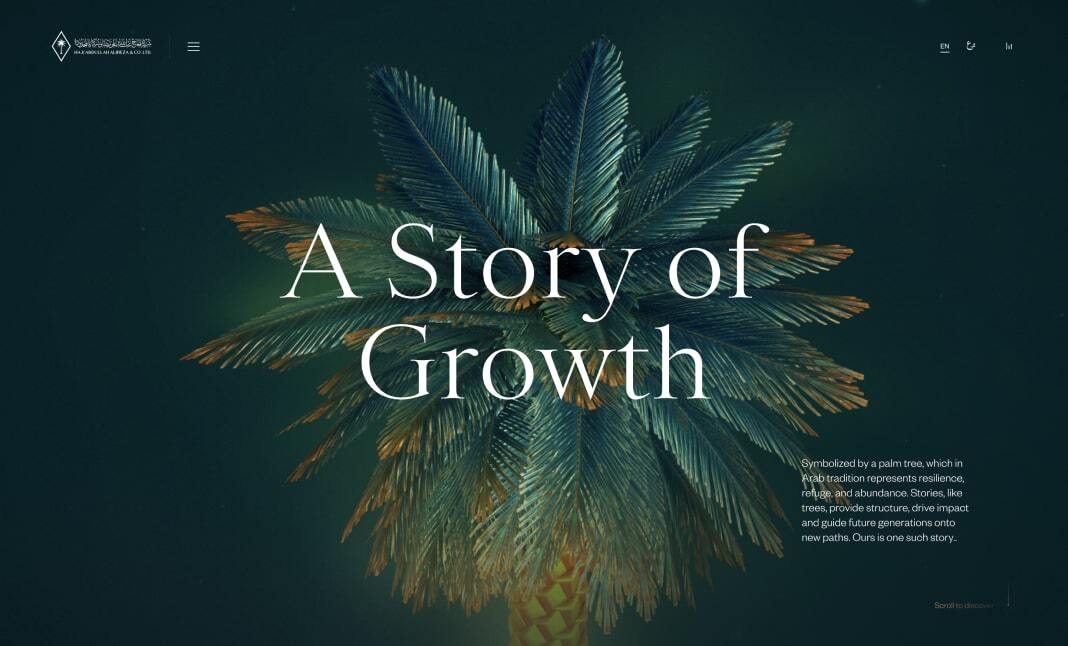 HAJI ABDULLAH ALIREZA & CO. LTD.
EN
A Story of
Growth
Symbolized by a palm tree, which in
Arab tradition represents resilience,
refuge, and abundance. Stories, like
trees, provide structure, drive impact
and guide future generations onto
new paths. Ours is one such story..
Scroll to discover